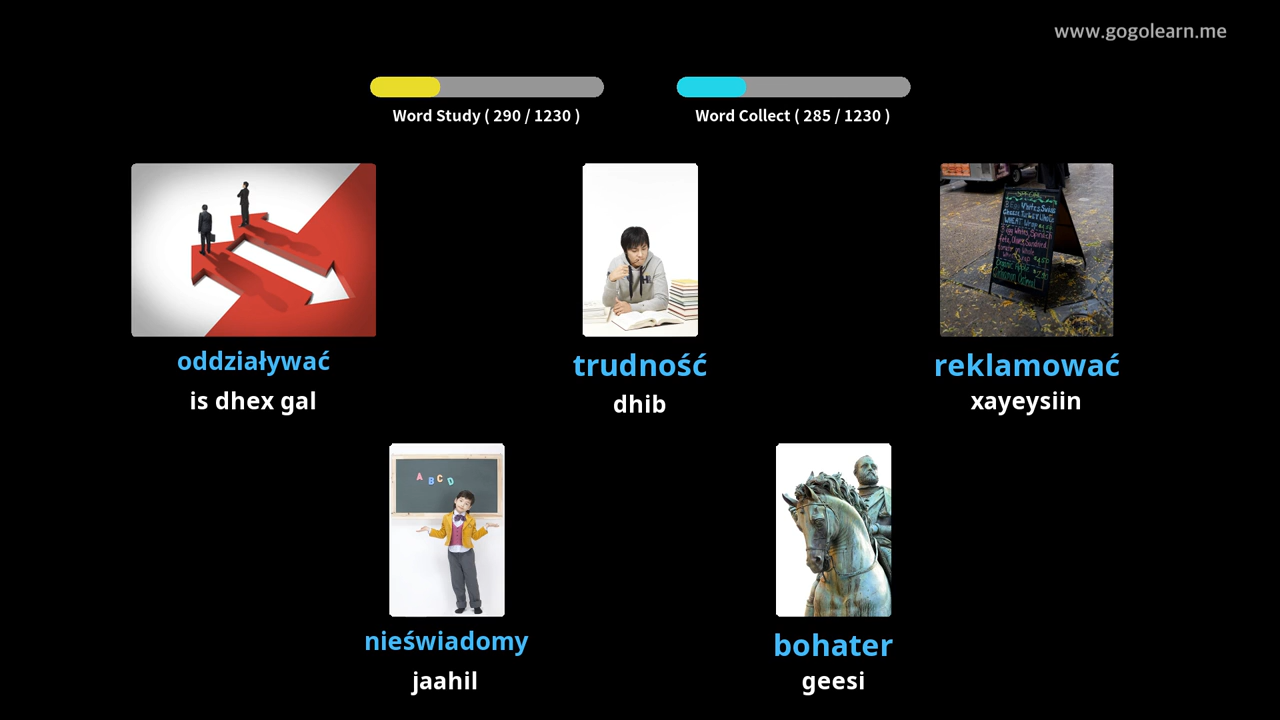 www.gogolearn.me
Word Study ( 290 / 1230 )
Word Collect ( 285 / 1230 )
oddziaływać
is dhex gal
trudność
dhib
reklamować
xayeysiin
A B C D
nieświadomy
jaahil
bohater
geesi